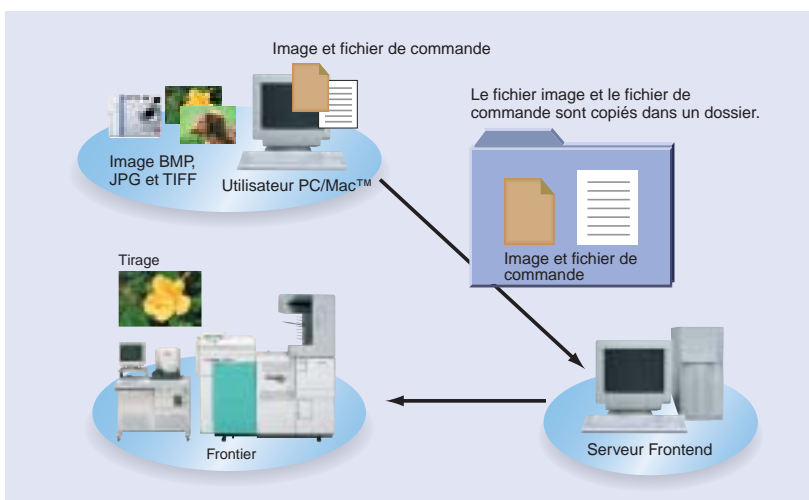 Image et fichier de commande
Le fichier image et le fichier de
commande sont copiés dans un dossier.
Image BMP,
JPG et TIFF
Utilisateur PC/Mac™
Image et fichier de
commande
Tirage
Frontier
Serveur Frontend